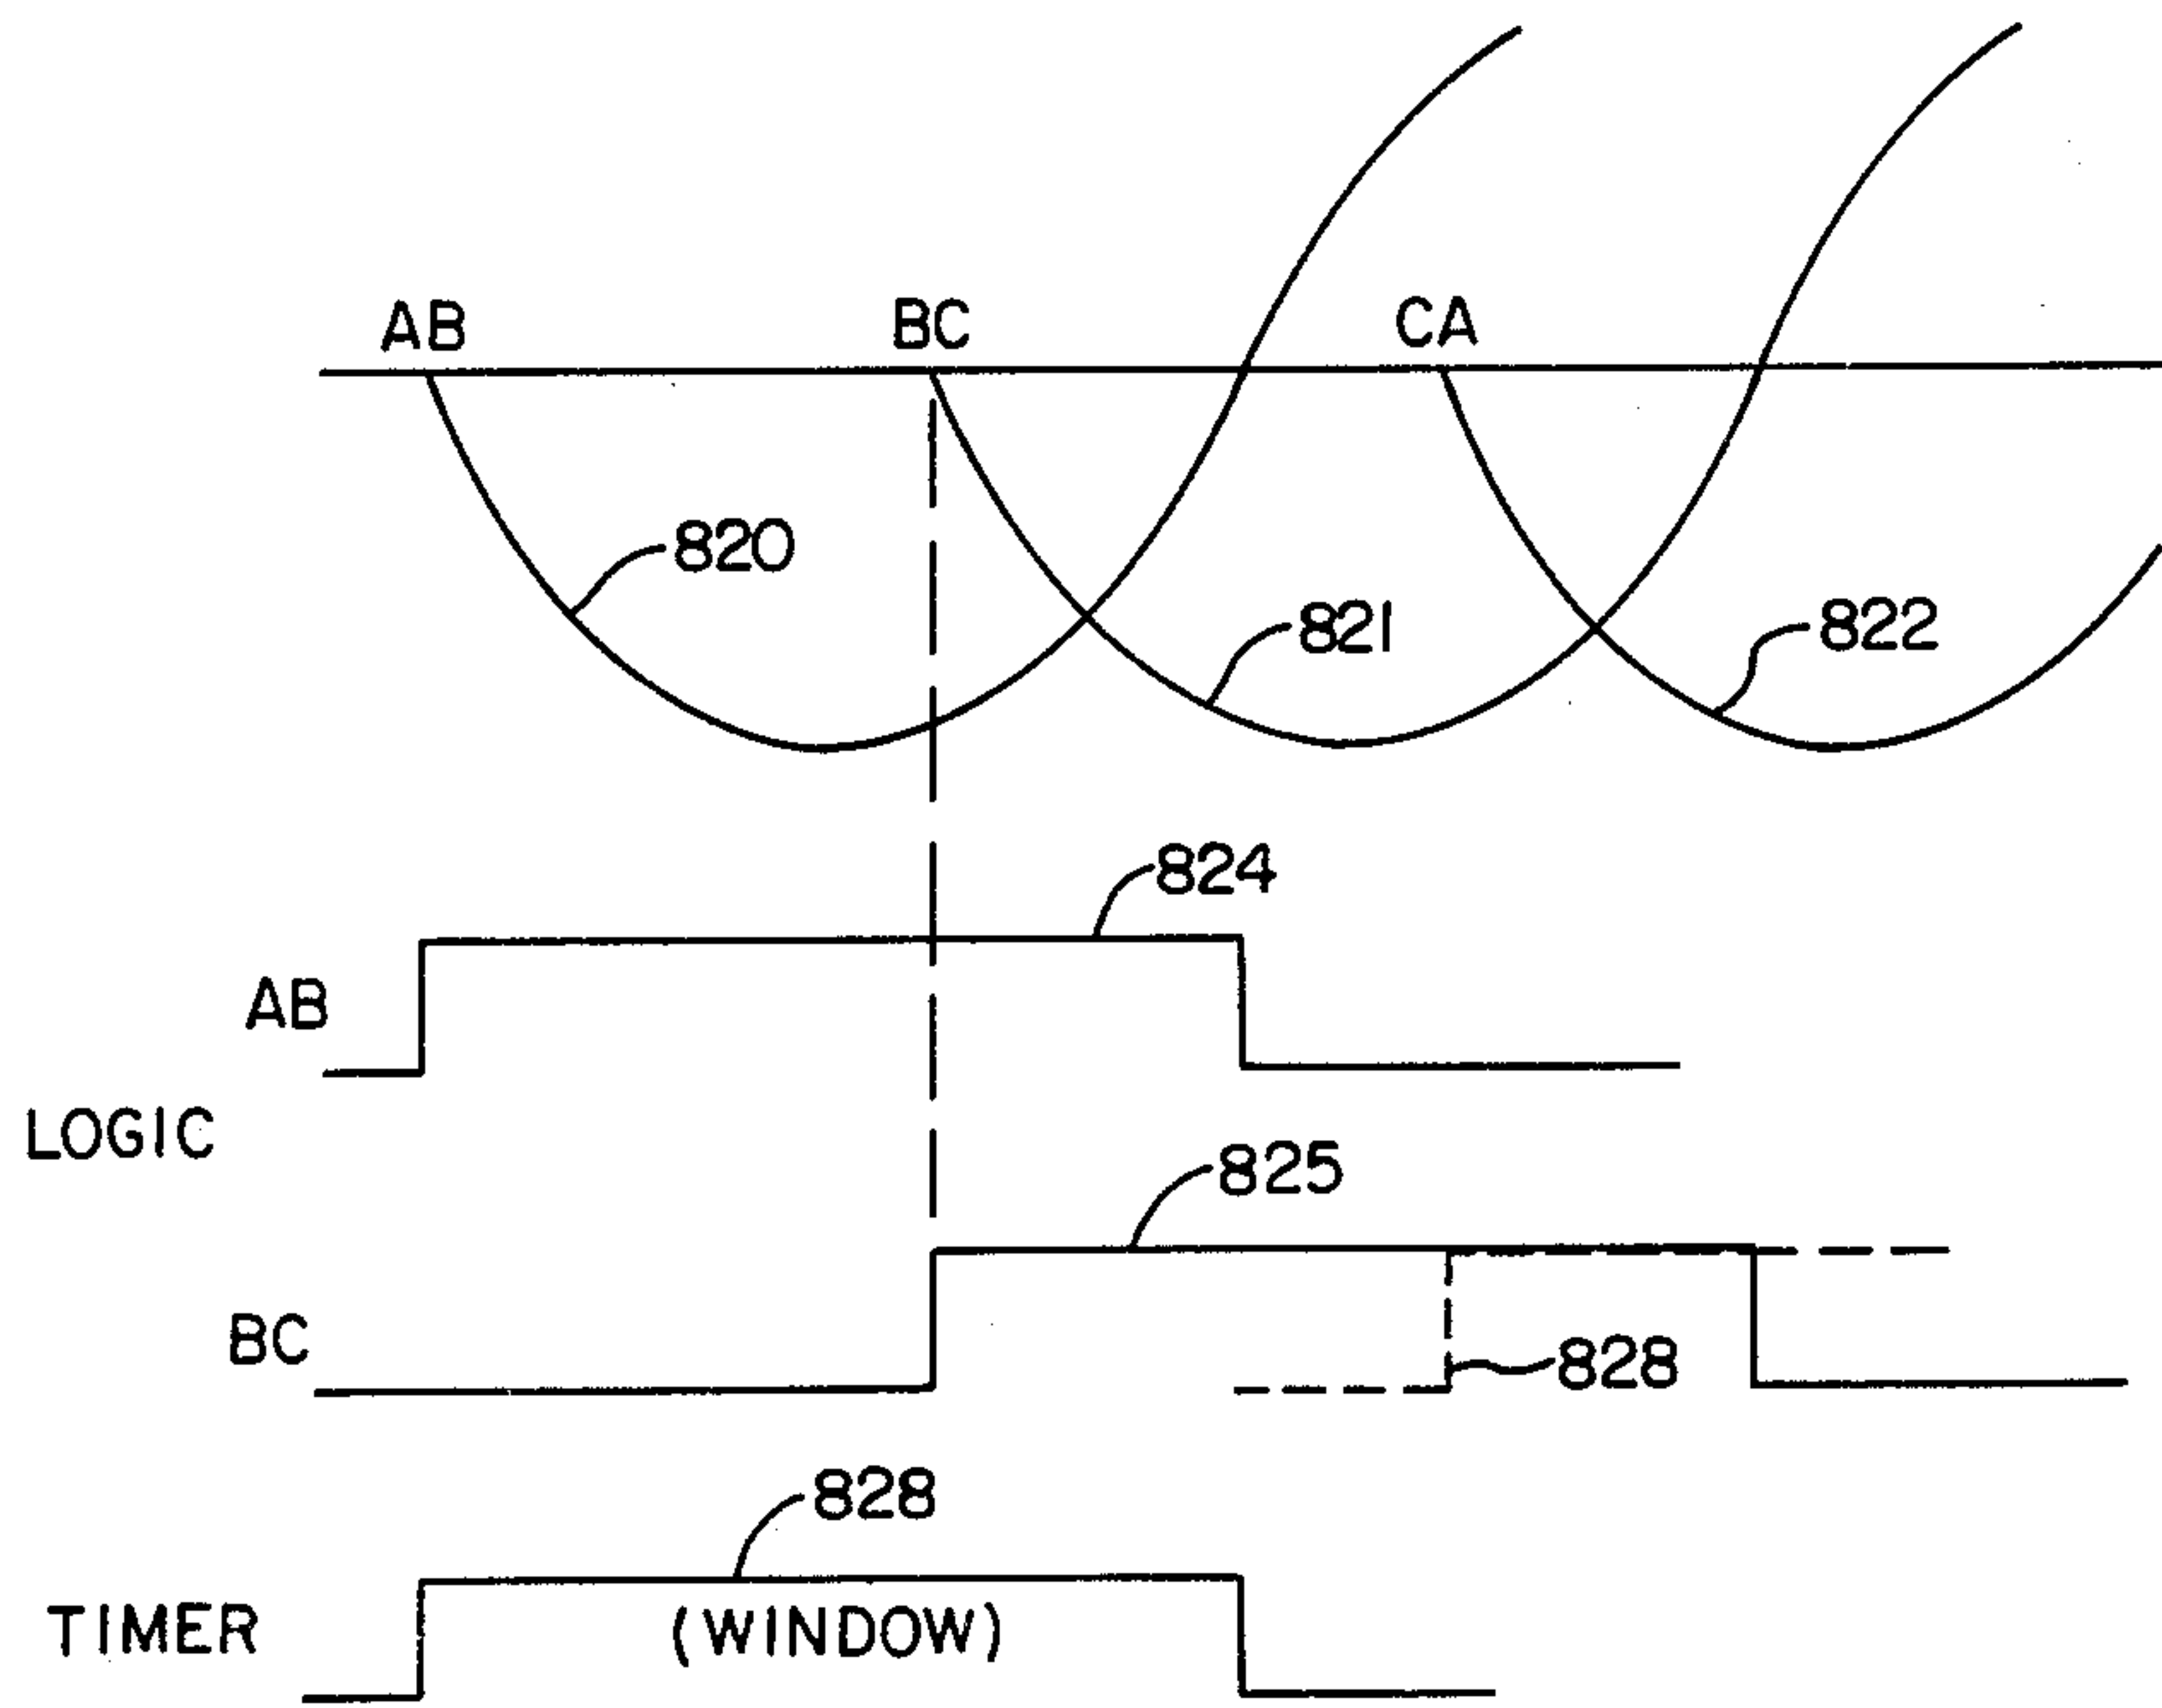 AB BC CA
820
821
822
824
AB
LOGIC
825
BC
828
828
TIMER
(WINDOW)